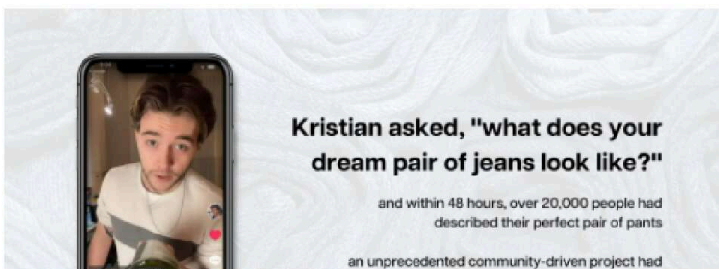 Kristian asked, "what does your
dream pair of jeans look like?"
and within 48 hours, over 20,000 people had
described their perfect pair of pants
an unprecedented community-driven project had